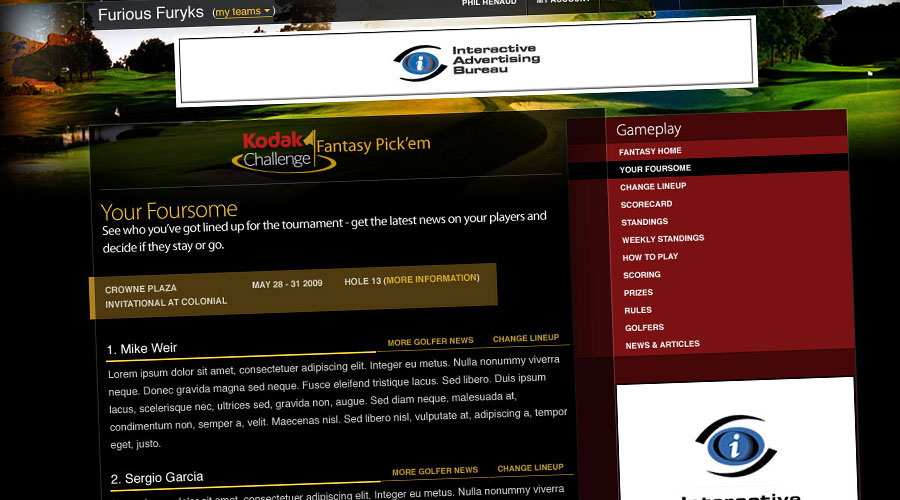 PHIL RENAUD
MY ACCOUNT
Furious Furyks (my teams)
Interactive
Advertising
Bureau
Kodak
Challenge
Fantasy Pick'em
Your Foursome
See who you've got lined up for the tournament - get the latest news on your players and
decide if they stay or go.
CROWNE PLAZA
INVITATIONAL AT COLONIAL
MAY 28 - 31 2009
HOLE 13 (MORE INFORMATION)
1. Mike Weir
MORE GOLFER NEWS
CHANGE LINEUP
Lorem ipsum dolor sit amet, consectetuer adipiscing elit. Integer eu metus. Nulla nonummy viverra
neque. Donec gravida magna sed neque. Fusce eleifend tristique lacus. Sed libero. Duis ipsum
lacus, scelerisque nec, ultrices sed, gravida non, augue. Sed diam neque, malesuada at,
condimentum non, semper a, velit. Maecenas nisl. Sed libero nisl, vulputate at, adipiscing a, tempor
eget, justo.
2. Sergio Garcia
MORE GOLFER NEWS
CHANGE LINEUP
Lorem ipsum dolor sit amet, consectetuer adipiscing elit. Integer eu metus. Nulla nonummy viverra
Gameplay
FANTASY HOME
YOUR FOURSOME
CHANGE LINEUP
SCORECARD
STANDINGS
WEEKLY STANDINGS
HOW TO PLAY
SCORING
PRIZES
RULES
GOLFERS
NEWS & ARTICLES
Interactive